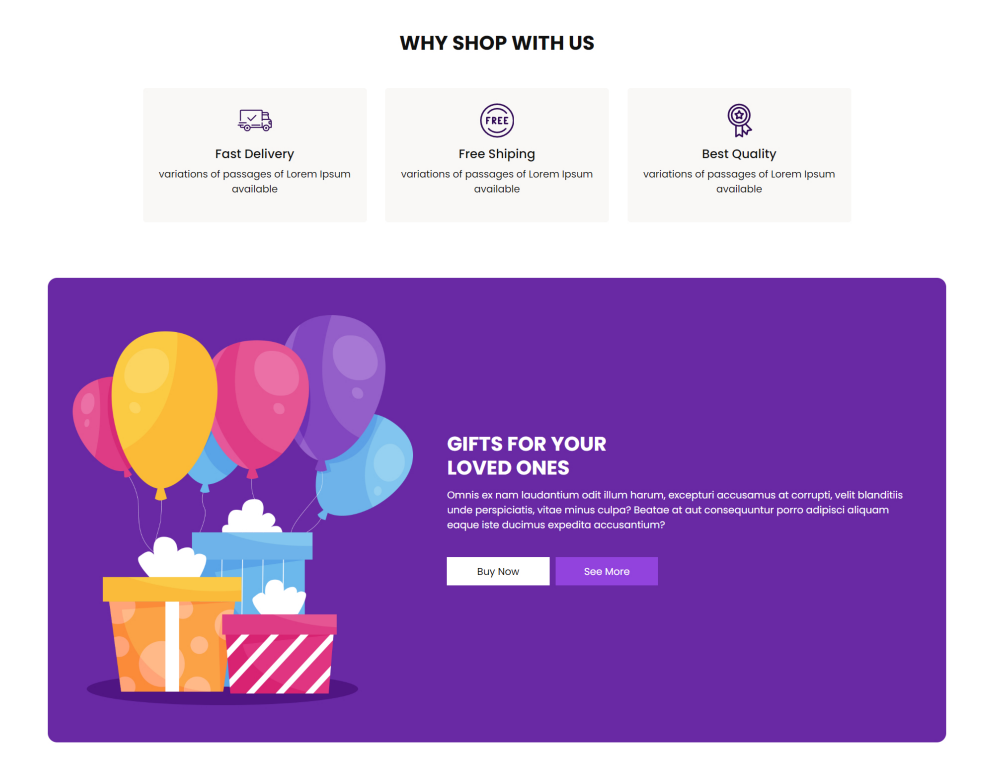 WHY SHOP WITH US
FREE
Fast Delivery
variations of passages of Lorem Ipsum
available
Free Shiping
variations of passages of Lorem Ipsum
available
Best Quality
variations of passages of Lorem Ipsum
available
GIFTS FOR YOUR
LOVED ONES
Omnis ex nam laudantium odit illum harum, excepturi accusamus at corrupti, velit blanditiis
unde perspiciatis, vitae minus culpa? Beatae at aut consequuntur porro adipisci aliquam
eaque iste ducimus expedita accusantium?
Buy Now
See More